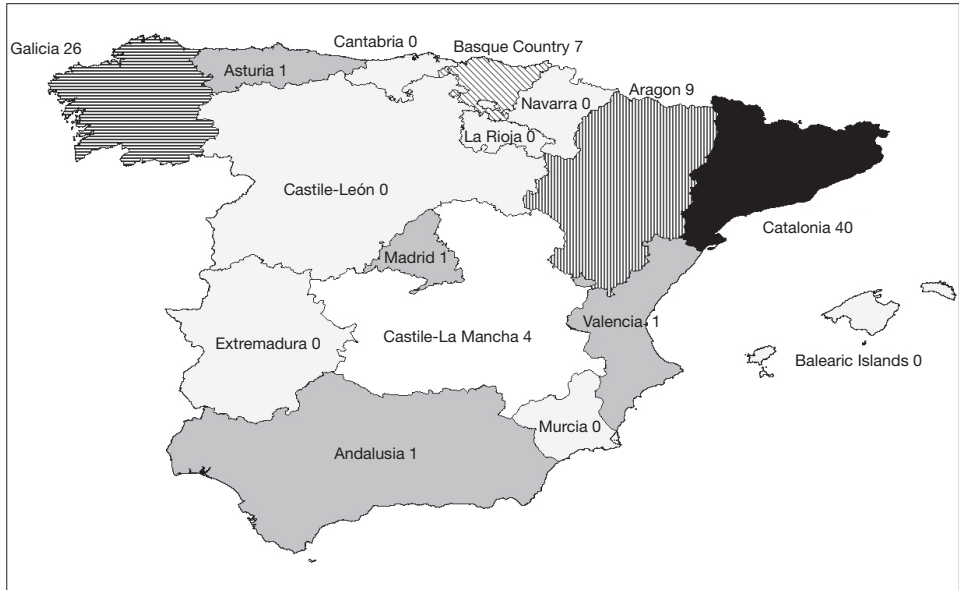 Cantabria 0
Galicia 26
Basque Country 7
Asturia 1
Aragon 9
Navarra 0
La Rioja 0
Castile-León 0
Catalonia 40
Madrid 1
Valencia 1
Castile-La Mancha 4
Extremadura 0
Balearic Islands 0
Murcia 0
Andalusia 1